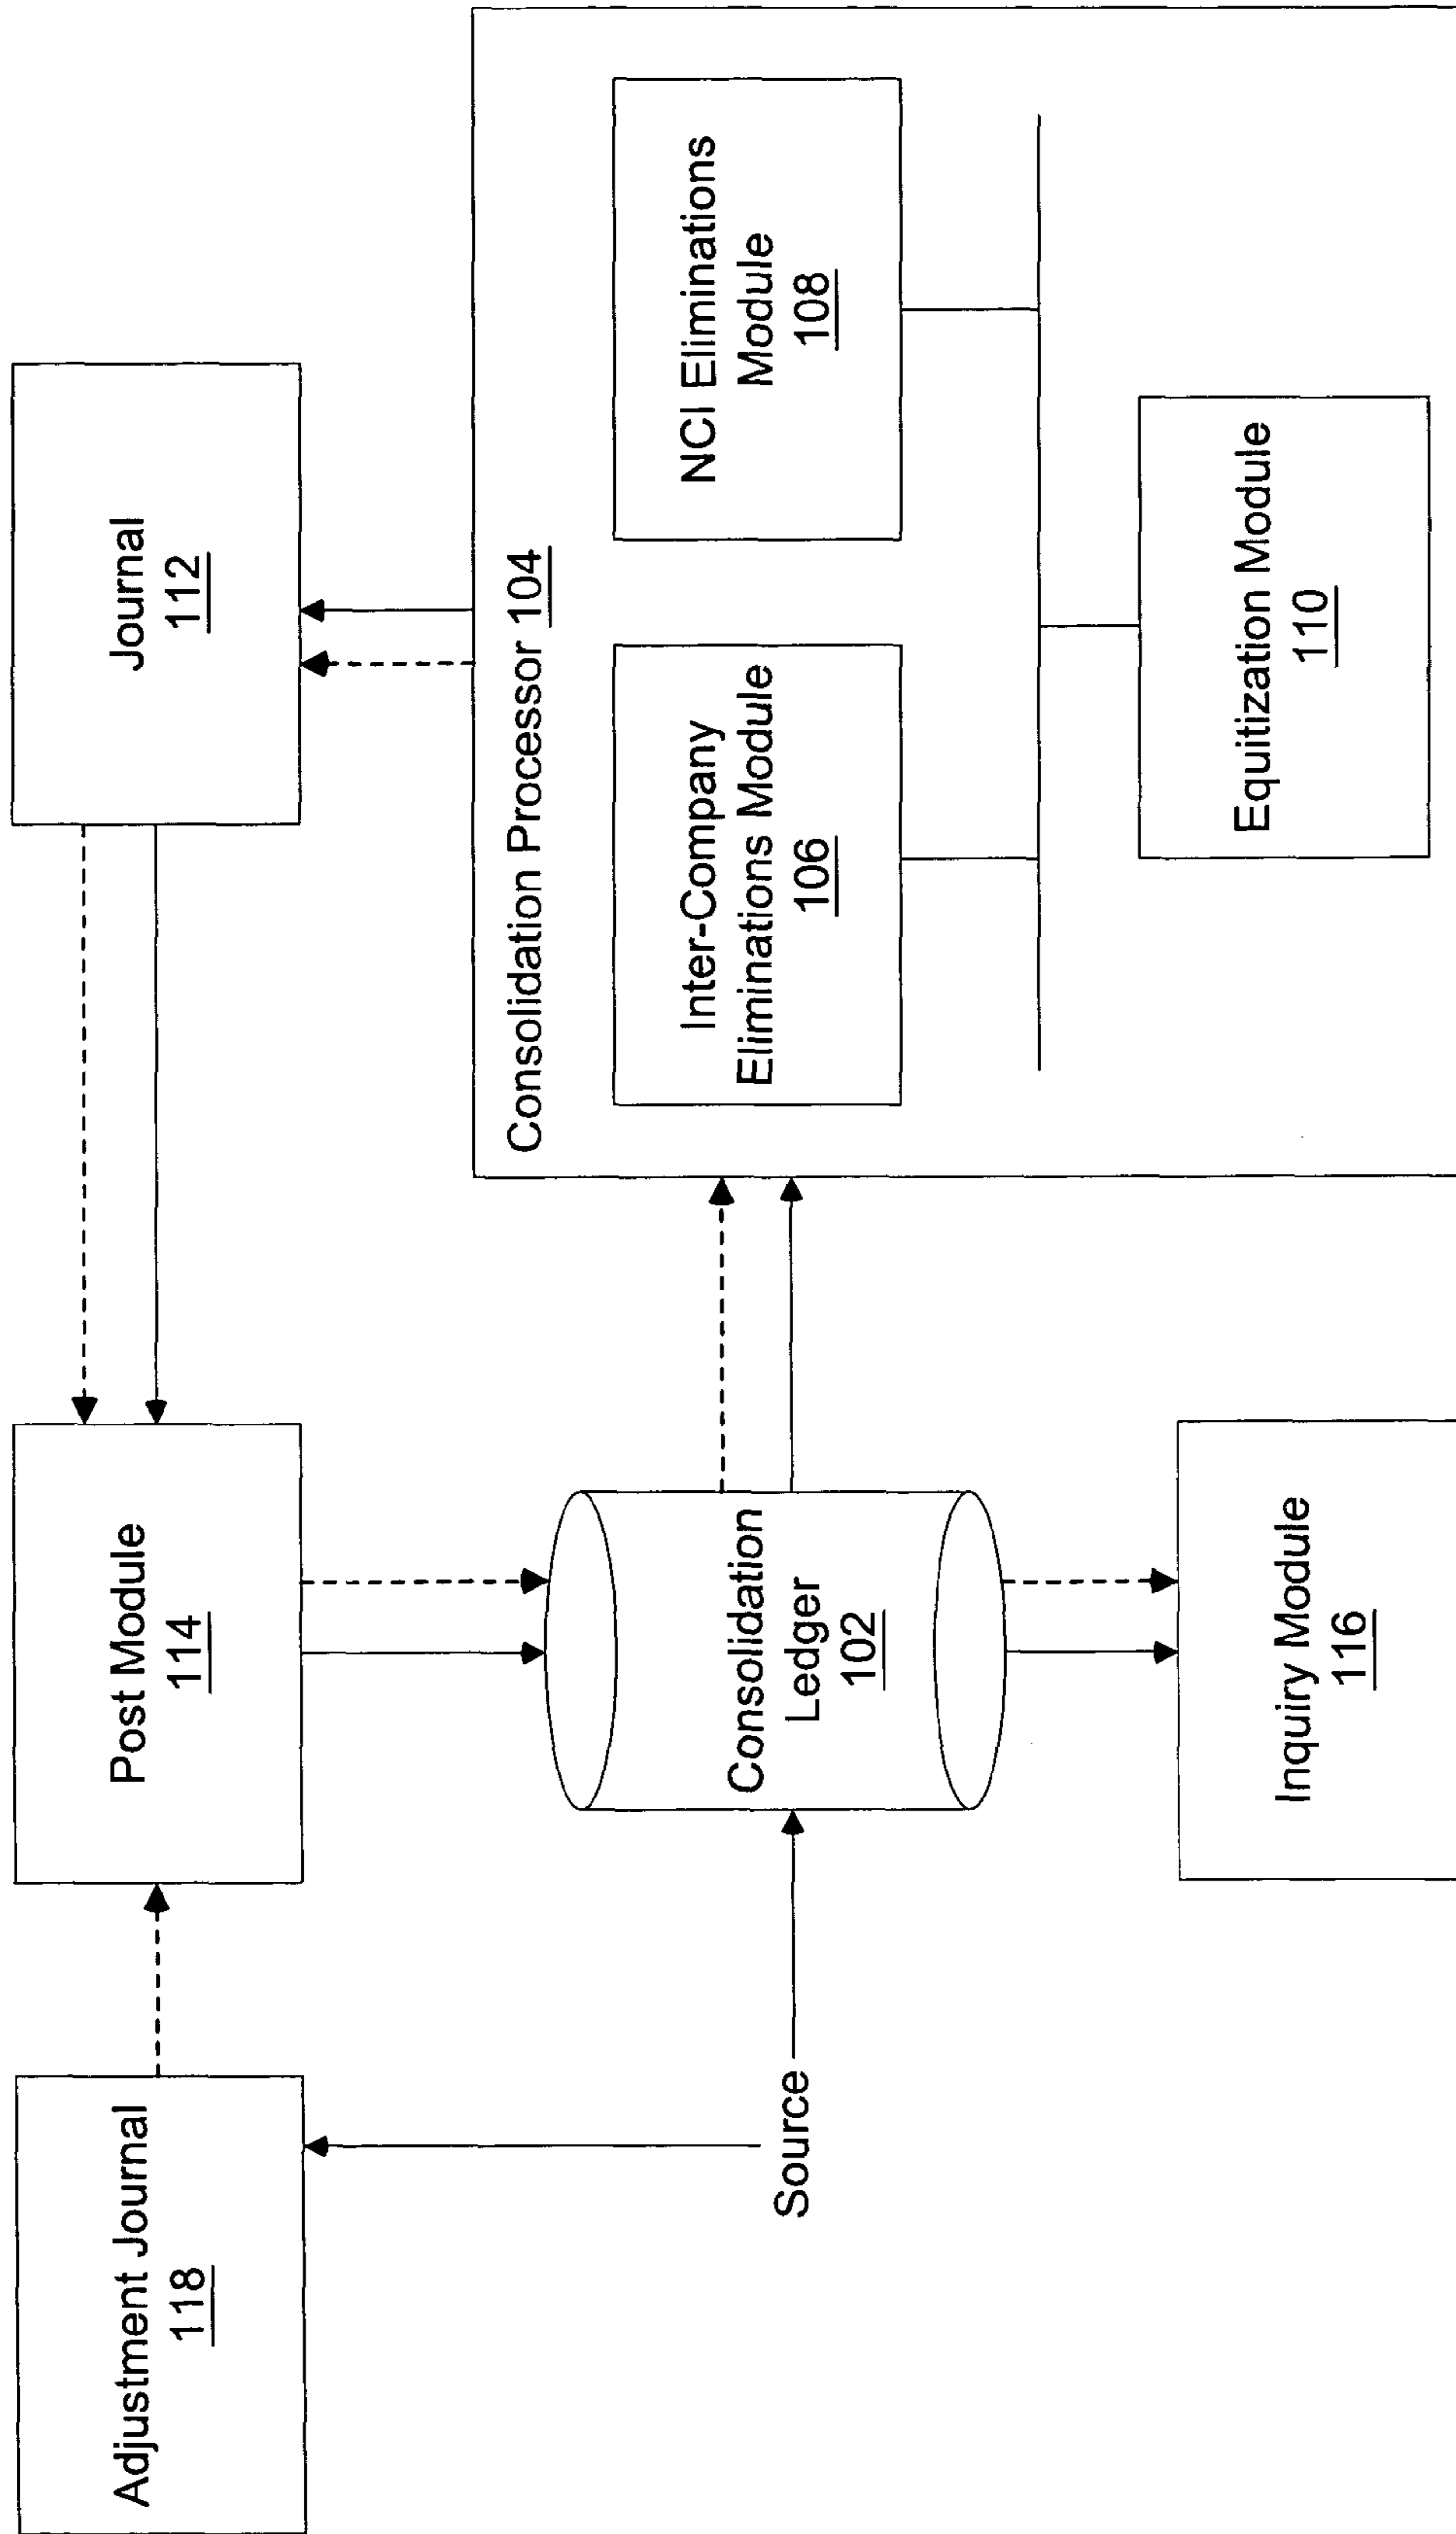 Adjustment Journal
118
Post Module
114
Journal
112
Source
Consolidation
Ledger
102
Consolidation Processor 104
Inter-Company
Eliminations Module
106
NCI Eliminations
Module
108
Inquiry Module
116
Equitization Module
110